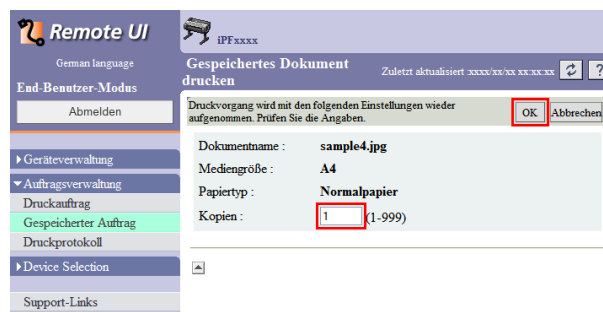 Remote UI
German language
End-Benutzer-Modus
Abmelden
Geräteverwaltung
Auftragsverwaltung
Druckauftrag
Gespeicherter Auftrag
Druckprotokoll
Device Selection
Support-Links
iPFxxxx
Gespeichertes Dokument
drucken
Zuletzt aktualisiert :xxxx/xx/xx xx:xx:xx
?
Druckvorgang wird mit den folgenden Einstellungen wieder
aufgenommen. Prüfen Sie die Angaben.
OK
Abbrechen
Dokumentname : sample4.jpg
Mediengröße : A4
Papiertyp : Normalpapier
Kopien : 1 (1-999)